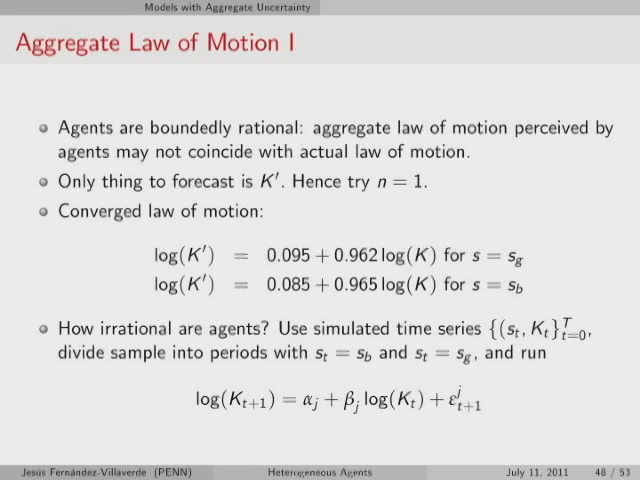 Models with Aggregate Uncertainty
Aggregate Law of Motion I
Agents are boundedly rational: aggregate law of motion perceived by
agents may not coincide with actual law of motion.
Only thing to forecast is K′. Hence try n = 1.
Converged law of motion:
log(K′) = 0.095 + 0.962 log(K) for s = s_g
log(K′) = 0.085 + 0.965 log(K) for s = s_b
How irrational are agents? Use simulated time series {(s_t, K_t}_{t=0}^T,
divide sample into periods with s_t = s_b and s_t = s_g, and run
log(K_{t+1}) = α_j + β_j log(K_t) + ε_{t+1}^j
Jesús Fernández-Villaverde (PENN) Heterogeneous Agents July 11, 2011 48 / 53